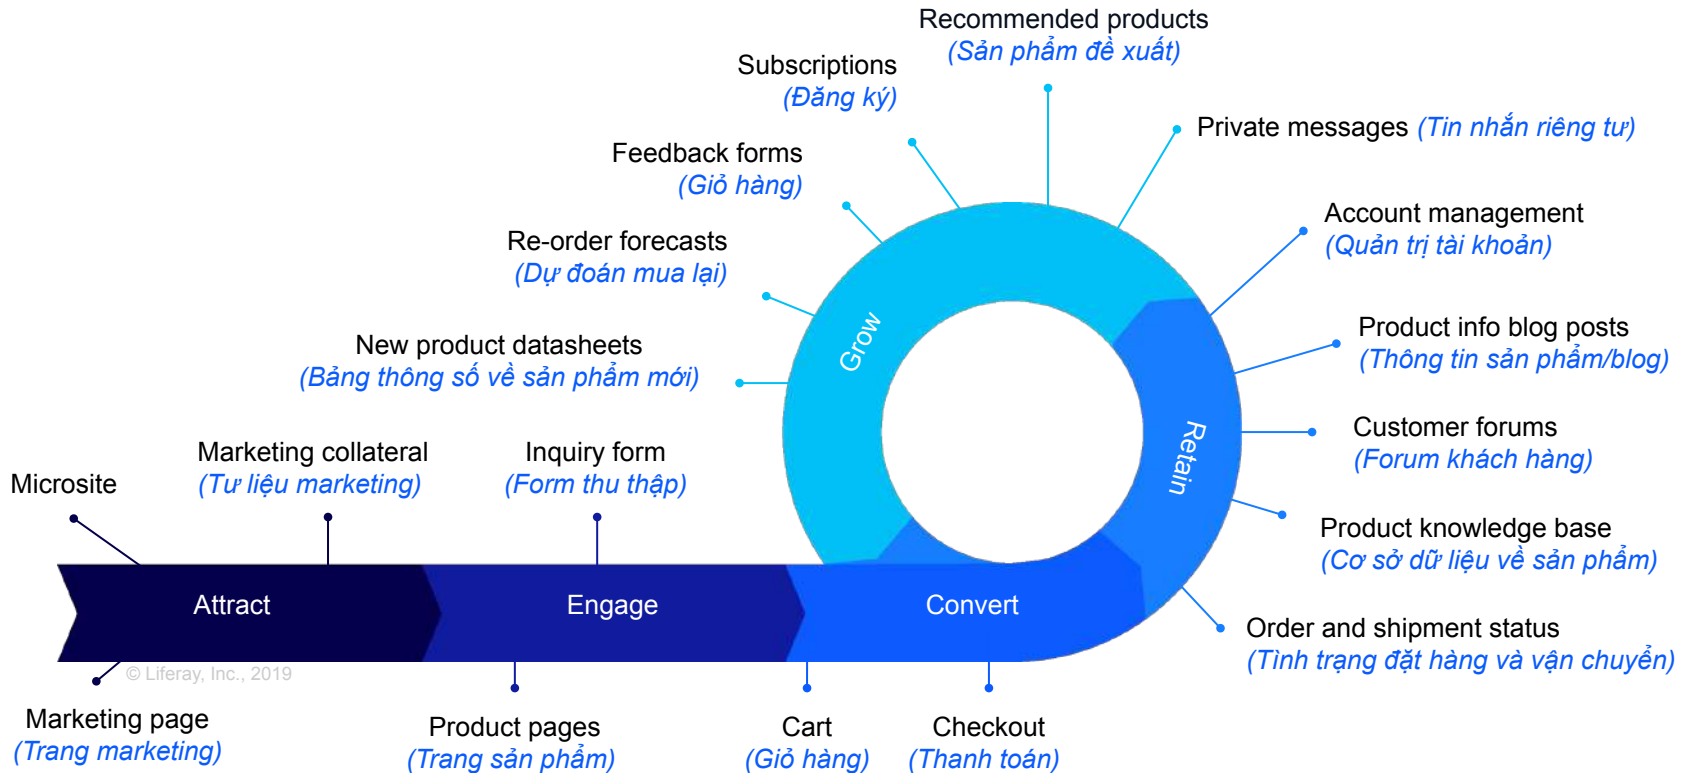 Recommended products
(Sản phẩm đề xuất)
Subscriptions
(Đăng ký)
Private messages (Tin nhắn riêng tư)
Feedback forms
(Giỏ hàng)
Account management
(Quản trị tài khoản)
Re-order forecasts
(Dự đoán mua lại)
Product info blog posts
(Thông tin sản phẩm/blog)
New product datasheets
(Bảng thông số về sản phẩm mới)
Grow
Retain
Customer forums
(Forum khách hàng)
Microsite
Marketing collateral
(Tư liệu marketing)
Inquiry form
(Form thu thập)
Product knowledge base
(Cơ sở dữ liệu về sản phẩm)
Attract
Engage
Convert
Order and shipment status
(Tình trạng đặt hàng và vận chuyển)
© Liferay, Inc., 2019
Marketing page
(Trang marketing)
Product pages
(Trang sản phẩm)
Cart
(Giỏ hàng)
Checkout
(Thanh toán)